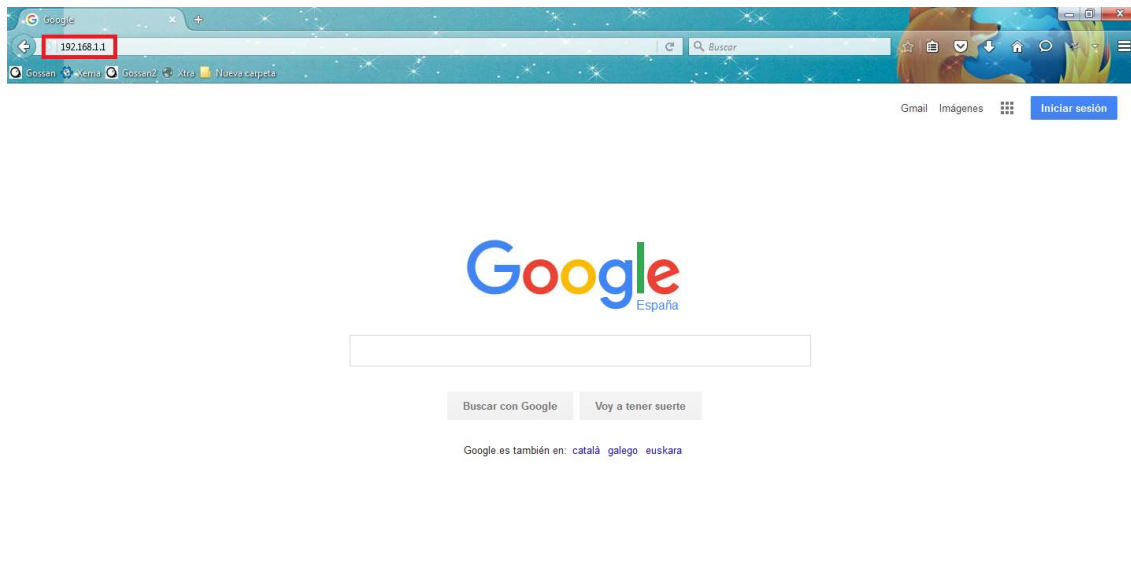 Google
192.168.1.1
Buscar
Gossan Xema Gossan2 Xtra Nueva carpeta
Gmail Imágenes Iniciar sesión
Google
España
Buscar con Google Voy a tener suerte
Google.es también en: català galego euskara